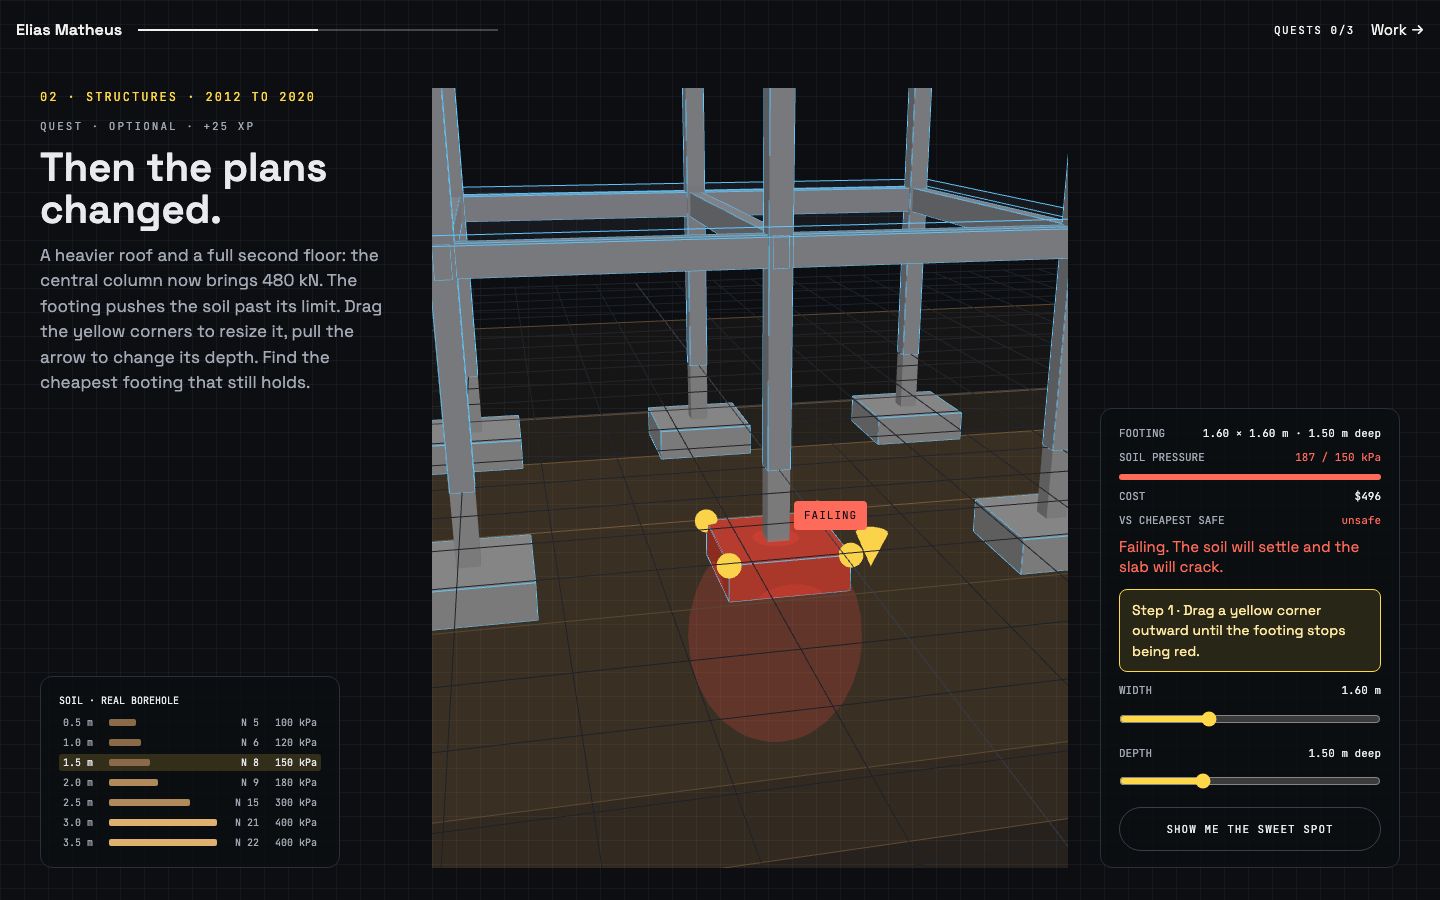 Elias Matheus
QUESTS 0/3 Work →
02 · STRUCTURES · 2012 TO 2020
QUEST · OPTIONAL · +25 XP
Then the plans
changed.
A heavier roof and a full second floor: the
central column now brings 480 kN. The
footing pushes the soil past its limit. Drag
the yellow corners to resize it, pull the
arrow to change its depth. Find the
cheapest footing that still holds.
SOIL · REAL BOREHOLE
0.5 m N 5 100 kPa
1.0 m N 6 120 kPa
1.5 m N 8 150 kPa
2.0 m N 9 180 kPa
2.5 m N 15 300 kPa
3.0 m N 21 400 kPa
3.5 m N 22 400 kPa
FAILING
FOOTING 1.60 × 1.60 m · 1.50 m deep
SOIL PRESSURE 187 / 150 kPa
COST $496
VS CHEAPEST SAFE unsafe
Failing. The soil will settle and the
slab will crack.
Step 1 · Drag a yellow corner
outward until the footing stops
being red.
WIDTH 1.60 m
DEPTH 1.50 m deep
SHOW ME THE SWEET SPOT